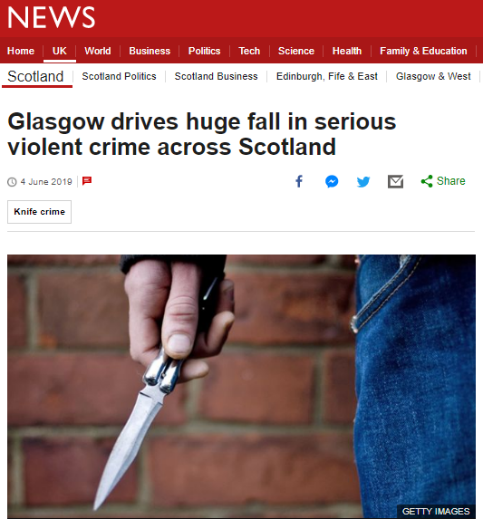 NEWS
Home UK World Business Politics Tech Science Health Family & Education
Scotland Scotland Politics Scotland Business Edinburgh, Fife & East Glasgow & West
Glasgow drives huge fall in serious
violent crime across Scotland
4 June 2019 Share
Knife crime
GETTY IMAGES